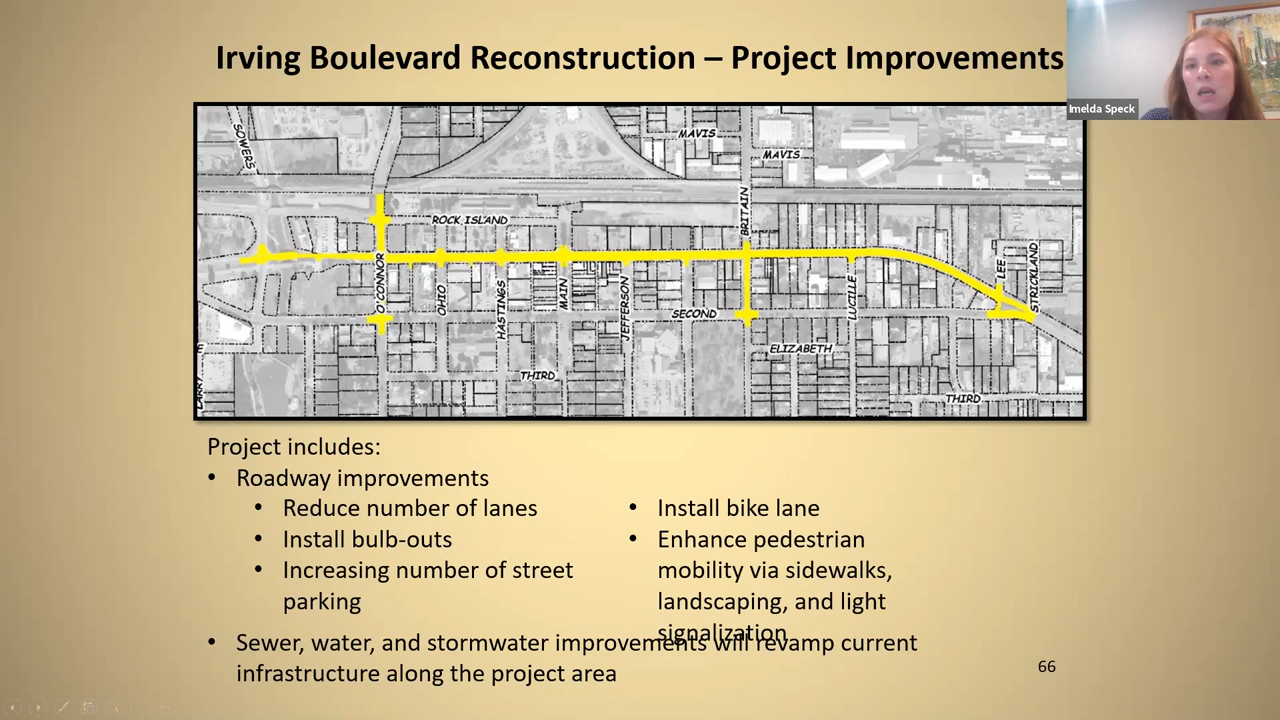 Irving Boulevard Reconstruction – Project Improvements
Imelda Speck
SOWERS
MAVIS
MAVIS
BRITAIN
ROCK ISLAND
O'CONNOR
OHIO
HASTINGS
MAIN
JEFFERSON
SECOND
LUCILLE
LEE
STRICKLAND
ELIZABETH
THIRD
THIRD
Project includes:
• Roadway improvements
• Reduce number of lanes
• Install bulb-outs
• Increasing number of street
parking
• Install bike lane
• Enhance pedestrian
mobility via sidewalks,
landscaping, and light
signalization
• Sewer, water, and stormwater improvements will revamp current
infrastructure along the project area
66